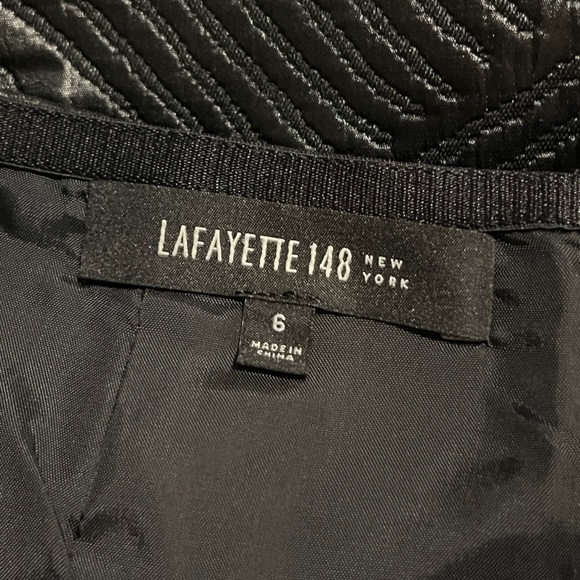 LAFAYETTE 148 NEW YORK
6
MADE IN
CHINA